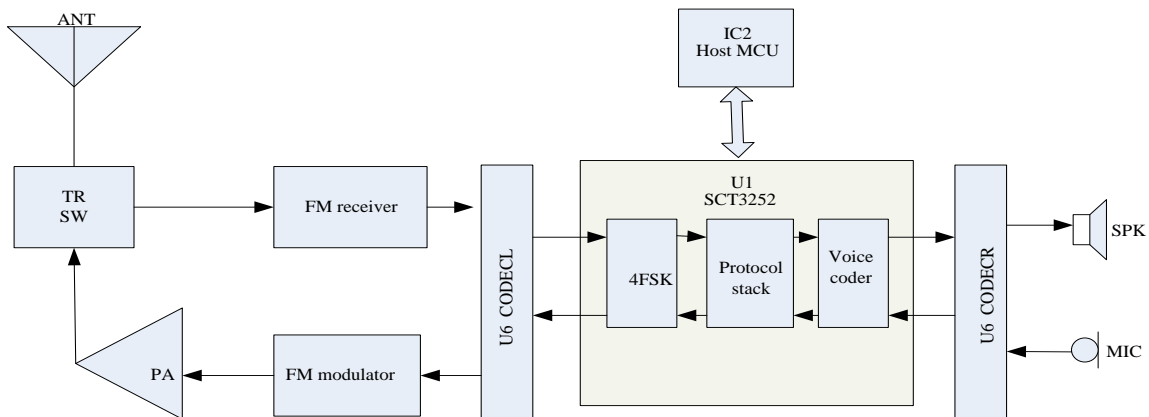 ANT
IC2
Host MCU
TR
SW
FM receiver
U6 CODECL
U1
SCT3252
4FSK
Protocol
stack
Voice
coder
U6 CODECR
SPK
MIC
PA
FM modulator